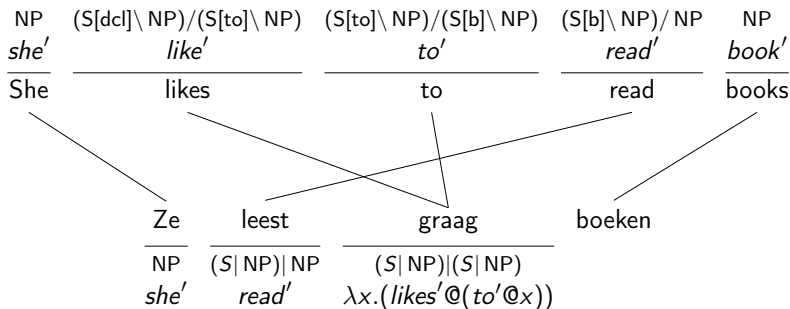 NP (S[dcl]\ NP)/(S[to]\ NP) (S[to]\ NP)/(S[b]\ NP) (S[b]\ NP)/ NP NP
she′ like′ to′ read′ book′
She likes to read books
Ze leest graag boeken
NP (S| NP)| NP (S| NP)|(S| NP)
she′ read′ λx.(likes′@(to′@x))